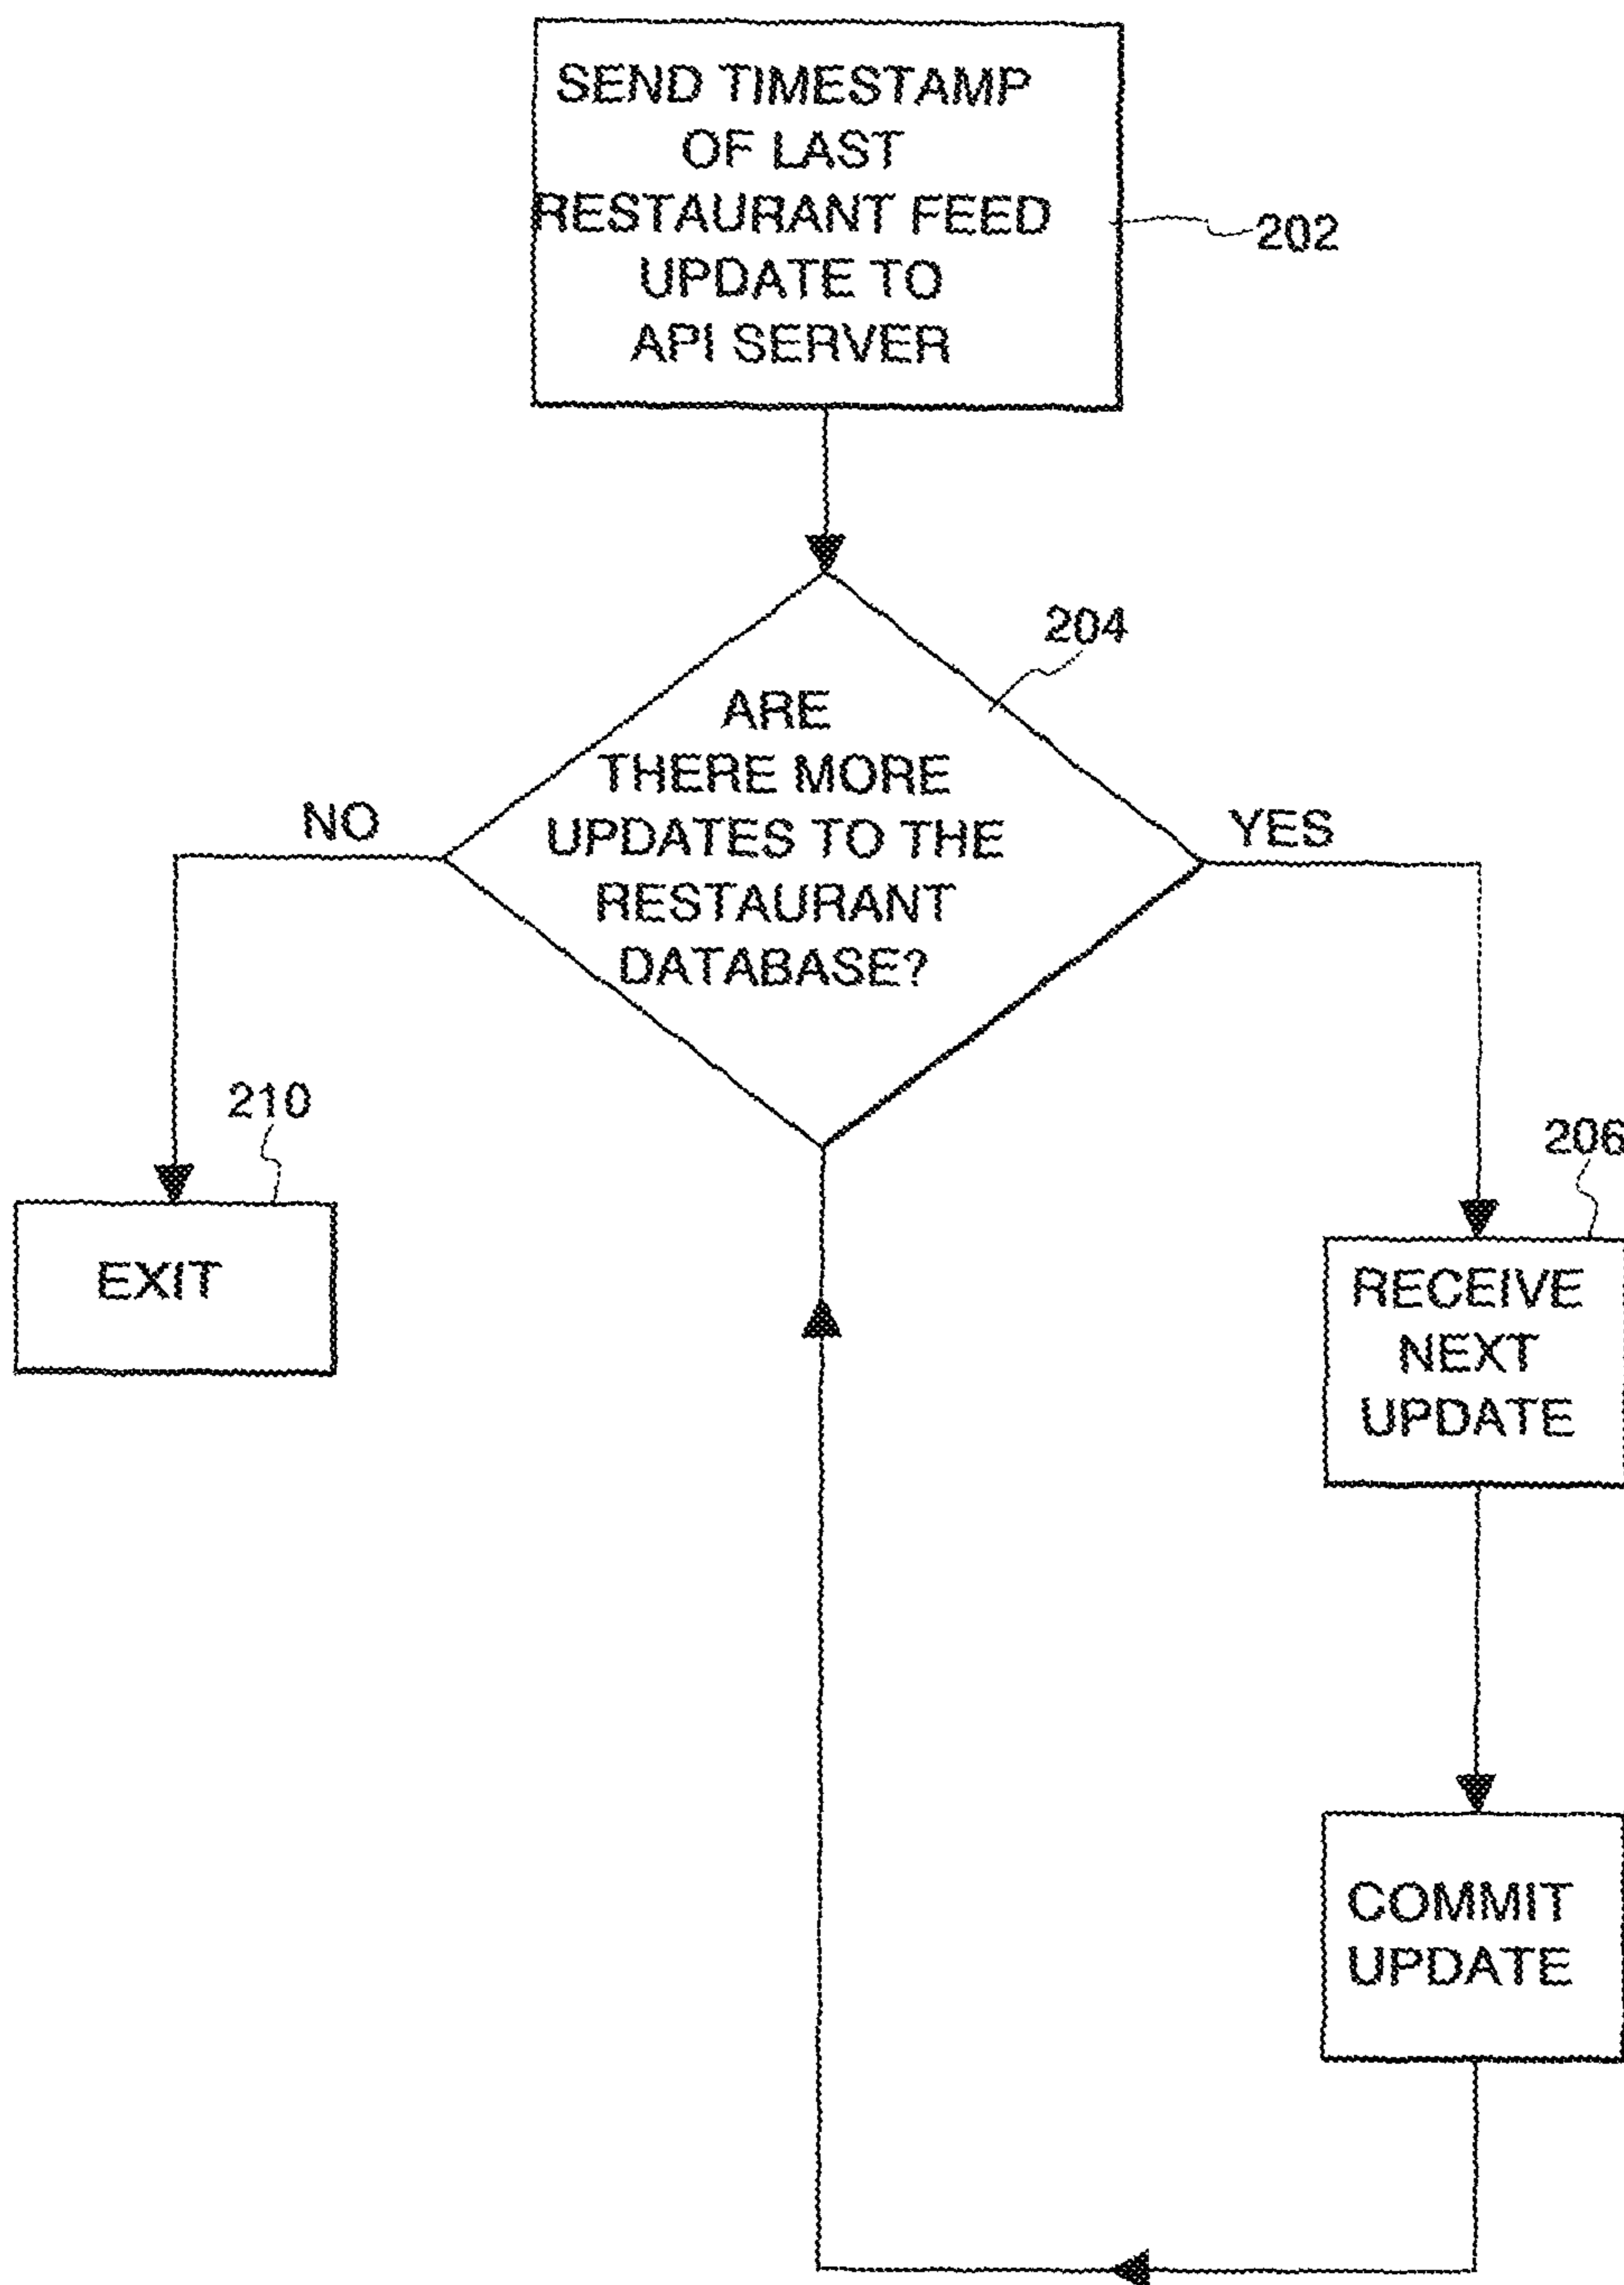 SEND TIMESTAMP
OF LAST
RESTAURANT FEED
UPDATE TO
API SERVER
202
204
ARE
THERE MORE
UPDATES TO THE
RESTAURANT
DATABASE?
NO
YES
210
EXIT
206
RECEIVE
NEXT
UPDATE
COMMIT
UPDATE